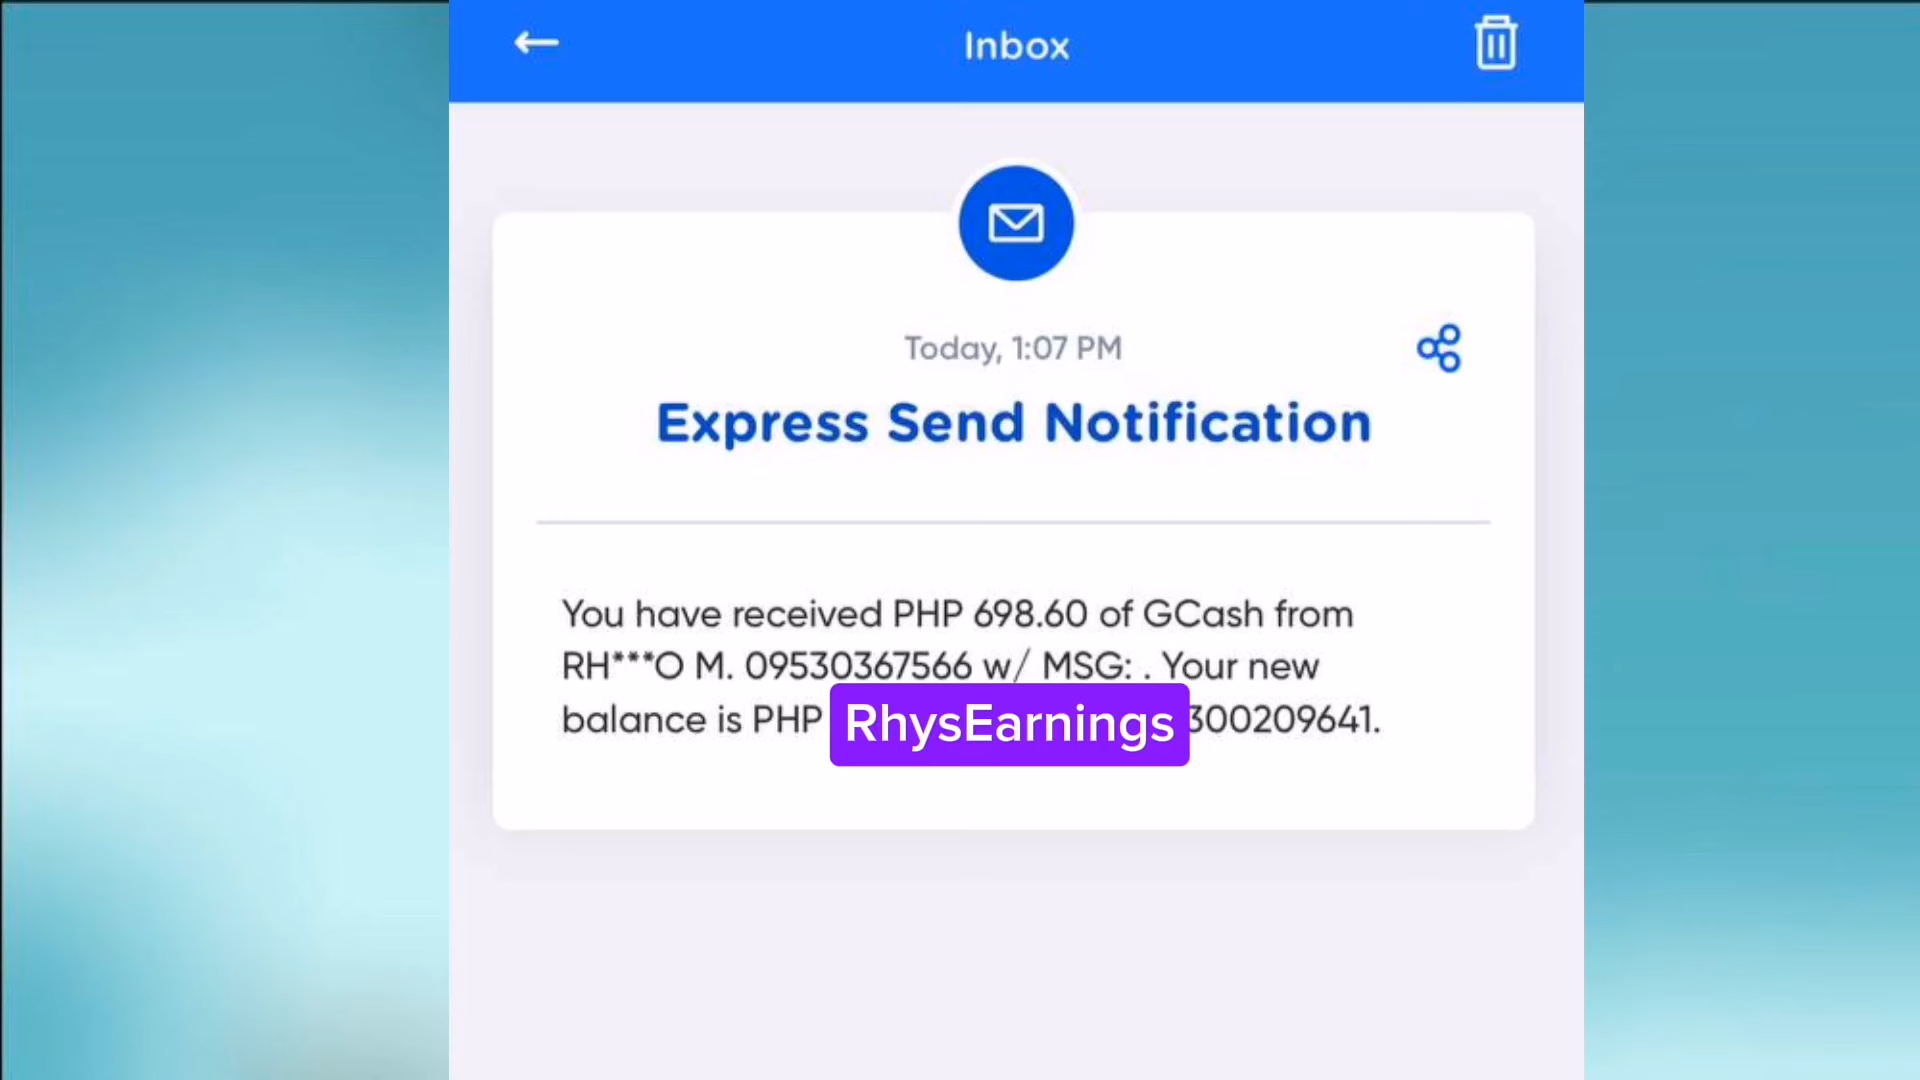 Inbox
Today, 1:07 PM
Express Send Notification
You have received PHP 698.60 of GCash from
RH***O M. 09530367566 w/ MSG: . Your new
balance is PHP RhysEarnings 300209641.